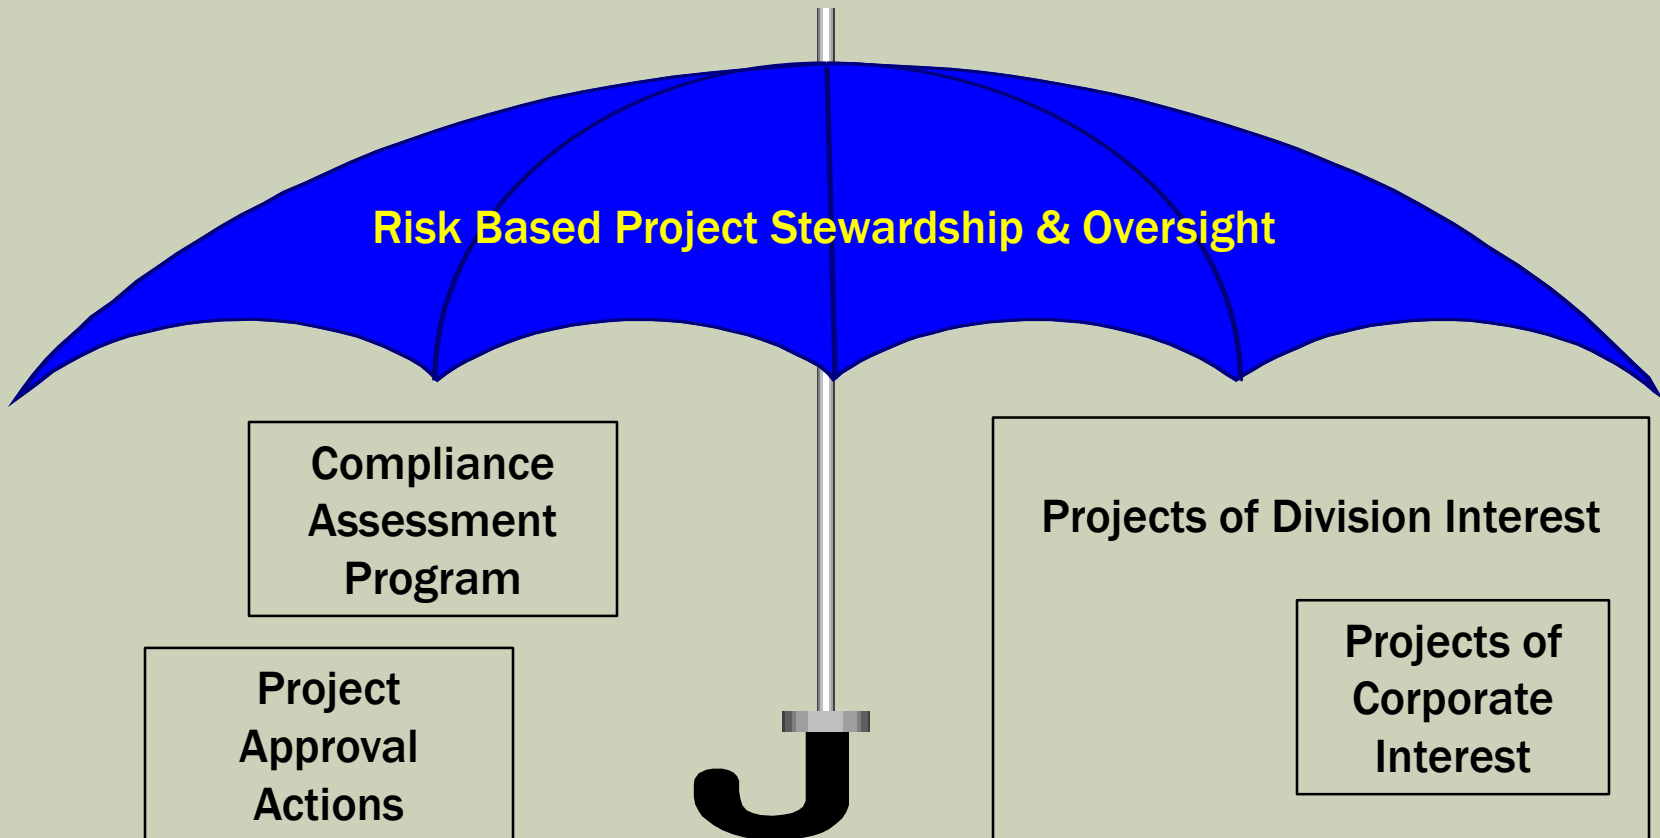 Risk Based Project Stewardship & Oversight
Compliance
Assessment
Program
Project
Approval
Actions
Projects of Division Interest
Projects of
Corporate
Interest